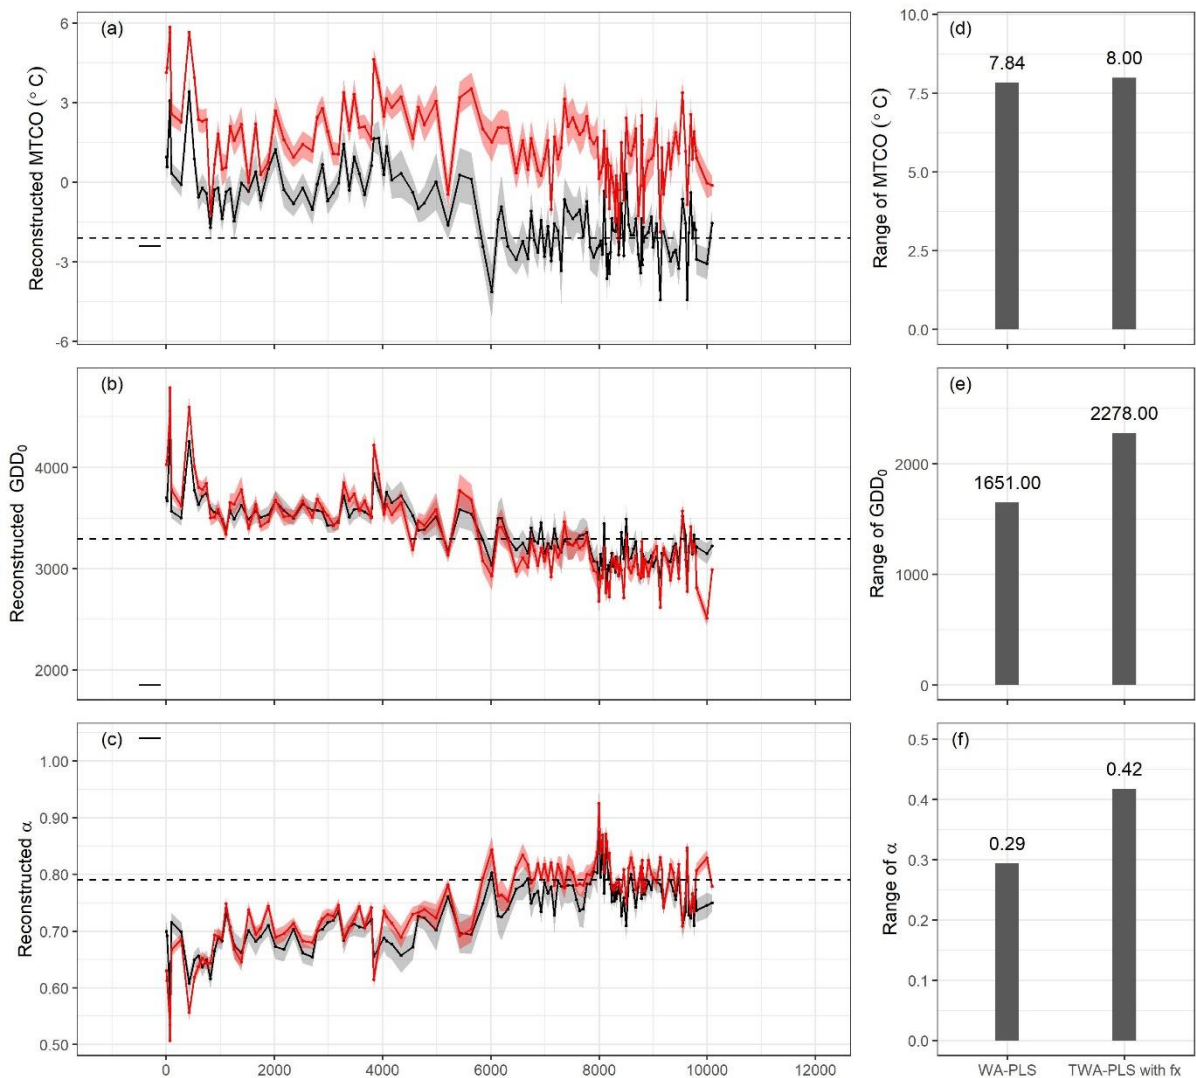 (a)
Reconstructed MTCO (° C)
6
3
0
-3
-6
(d)
Range of MTCO (° C)
10.0
7.5
5.0
2.5
0.0
7.84
8.00
(b)
Reconstructed GDD₀
4000
3000
2000
(e)
Range of GDD₀
2000
1000
0
1651.00
2278.00
(c)
Reconstructed α
1.00
0.90
0.80
0.70
0.60
0.50
0
2000
4000
6000
8000
10000
12000
(f)
Range of α
0.5
0.4
0.3
0.2
0.1
0.0
0.29
0.42
WA-PLS
TWA-PLS with fx